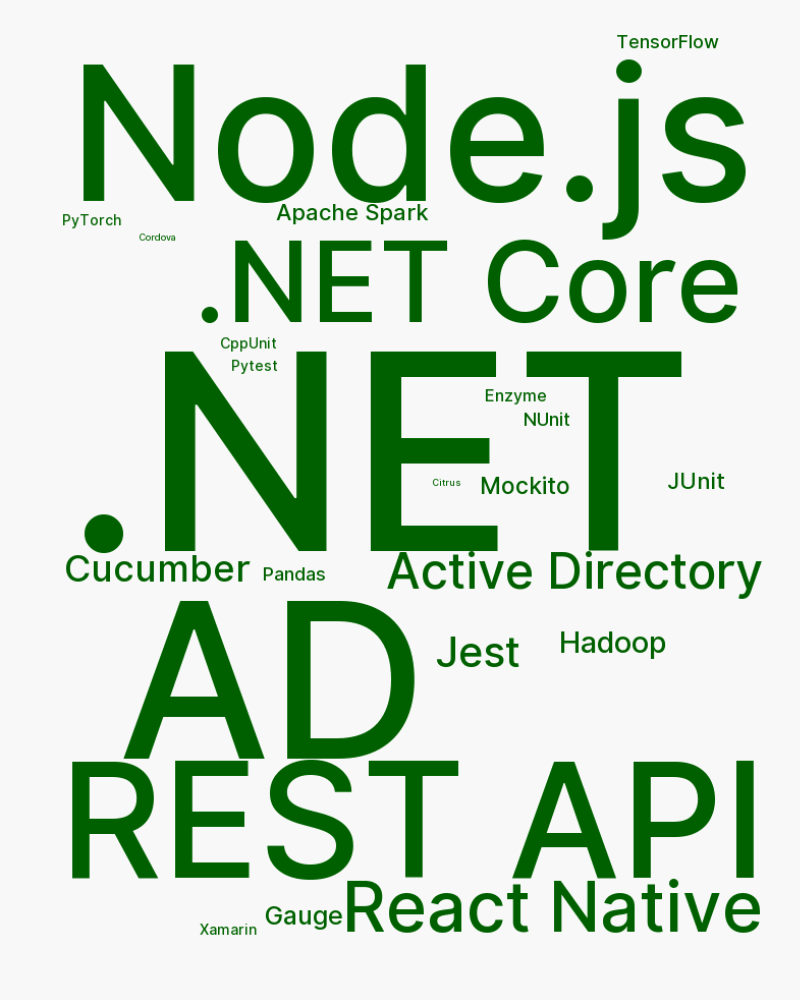 TensorFlow
Node.js
PyTorch
Apache Spark
Cordova
.NET Core
CppUnit
Pytest
.NET
Enzyme
NUnit
Citrus
Mockito
JUnit
Cucumber
Pandas
Active Directory
AD
Jest
Hadoop
REST API
React Native
Gauge
Xamarin